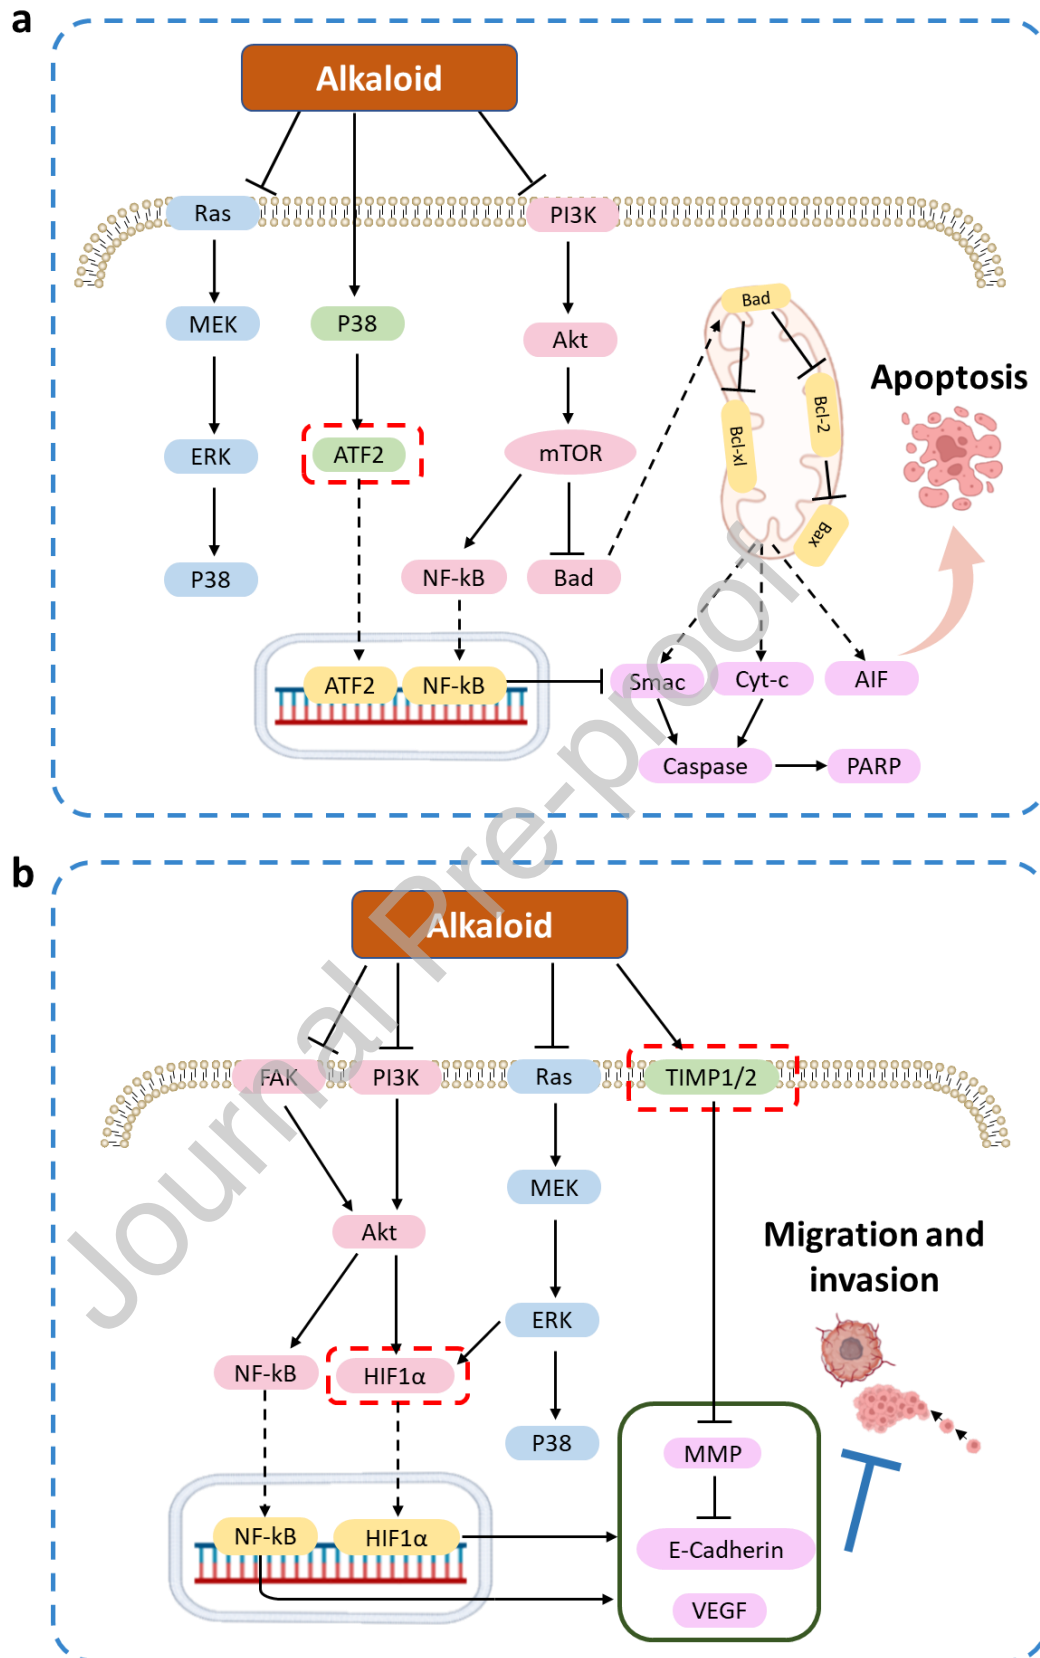 a
Alkaloid
Ras
PI3K
MEK
P38
Akt
Bad
Apoptosis
ERK
ATF2
mTOR
Bcl-xl
Bcl-2
Bax
P38
NF-kB
Bad
ATF2
NF-kB
Smac
Cyt-c
AIF
Caspase
PARP
Journal Pre-proof
b
Alkaloid
FAK
PI3K
Ras
TIMP1/2
MEK
Akt
Migration and
invasion
ERK
NF-kB
HIF1α
P38
MMP
NF-kB
HIF1α
E-Cadherin
VEGF